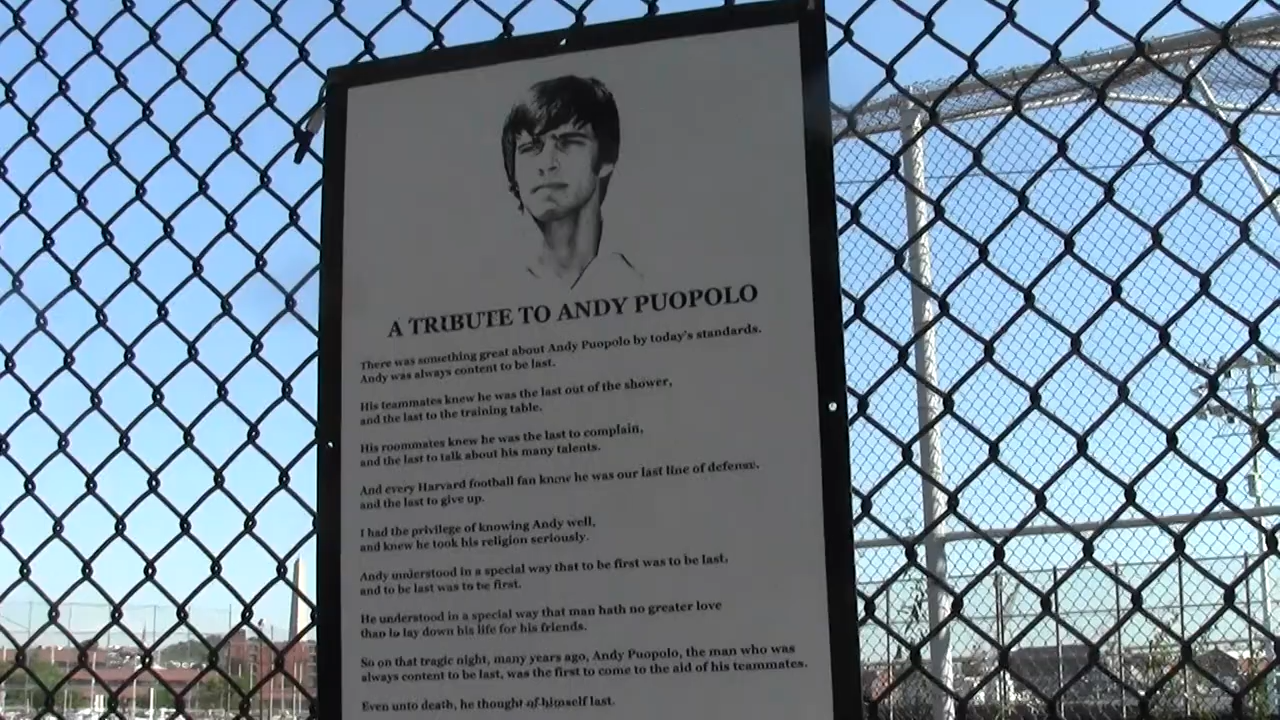 A TRIBUTE TO ANDY PUOPOLO
There was something great about Andy Puopolo by today's standards.
Andy was always content to be last.
His teammates knew he was the last out of the shower,
and the last to the training table.
His roommates knew he was the last to complain,
and the last to talk about his many talents.
And every Harvard football fan knew he was our last line of defense,
and the last to give up.
I had the privilege of knowing Andy well,
and knew he took his religion seriously.
Andy understood in a special way that to be first was to be last,
and to be last was to be first.
He understood in a special way that man hath no greater love
than to lay down his life for his friends.
So on that tragic night, many years ago, Andy Puopolo, the man who was
always content to be last, was the first to come to the aid of his teammates.
Even unto death, he thought of himself last.